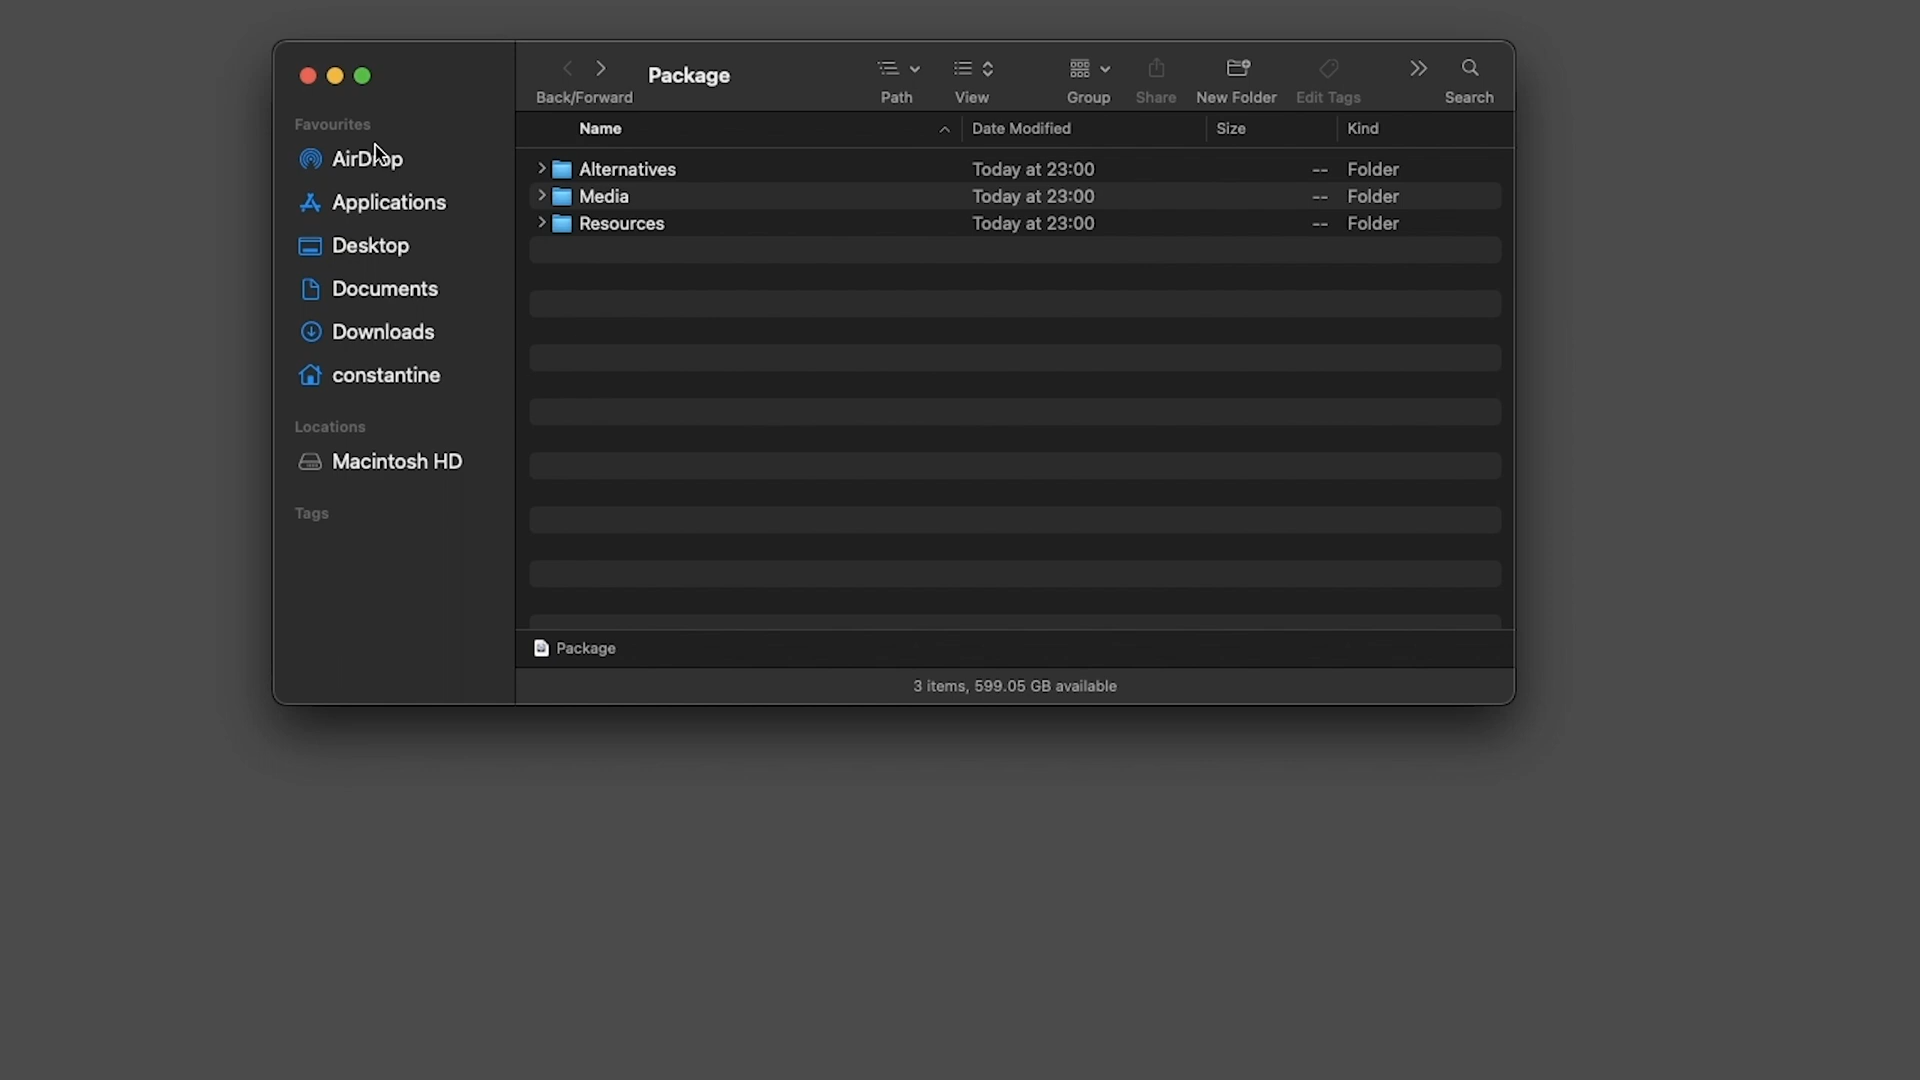 Package
Back/Forward
Path
View
Group
Share
New Folder
Edit Tags
Search
Favourites
AirDrop
Applications
Desktop
Documents
Downloads
constantine
Locations
Macintosh HD
Tags
Name Date Modified Size Kind
Alternatives Today at 23:00 -- Folder
Media Today at 23:00 -- Folder
Resources Today at 23:00 -- Folder
Package
3 items, 599.05 GB available